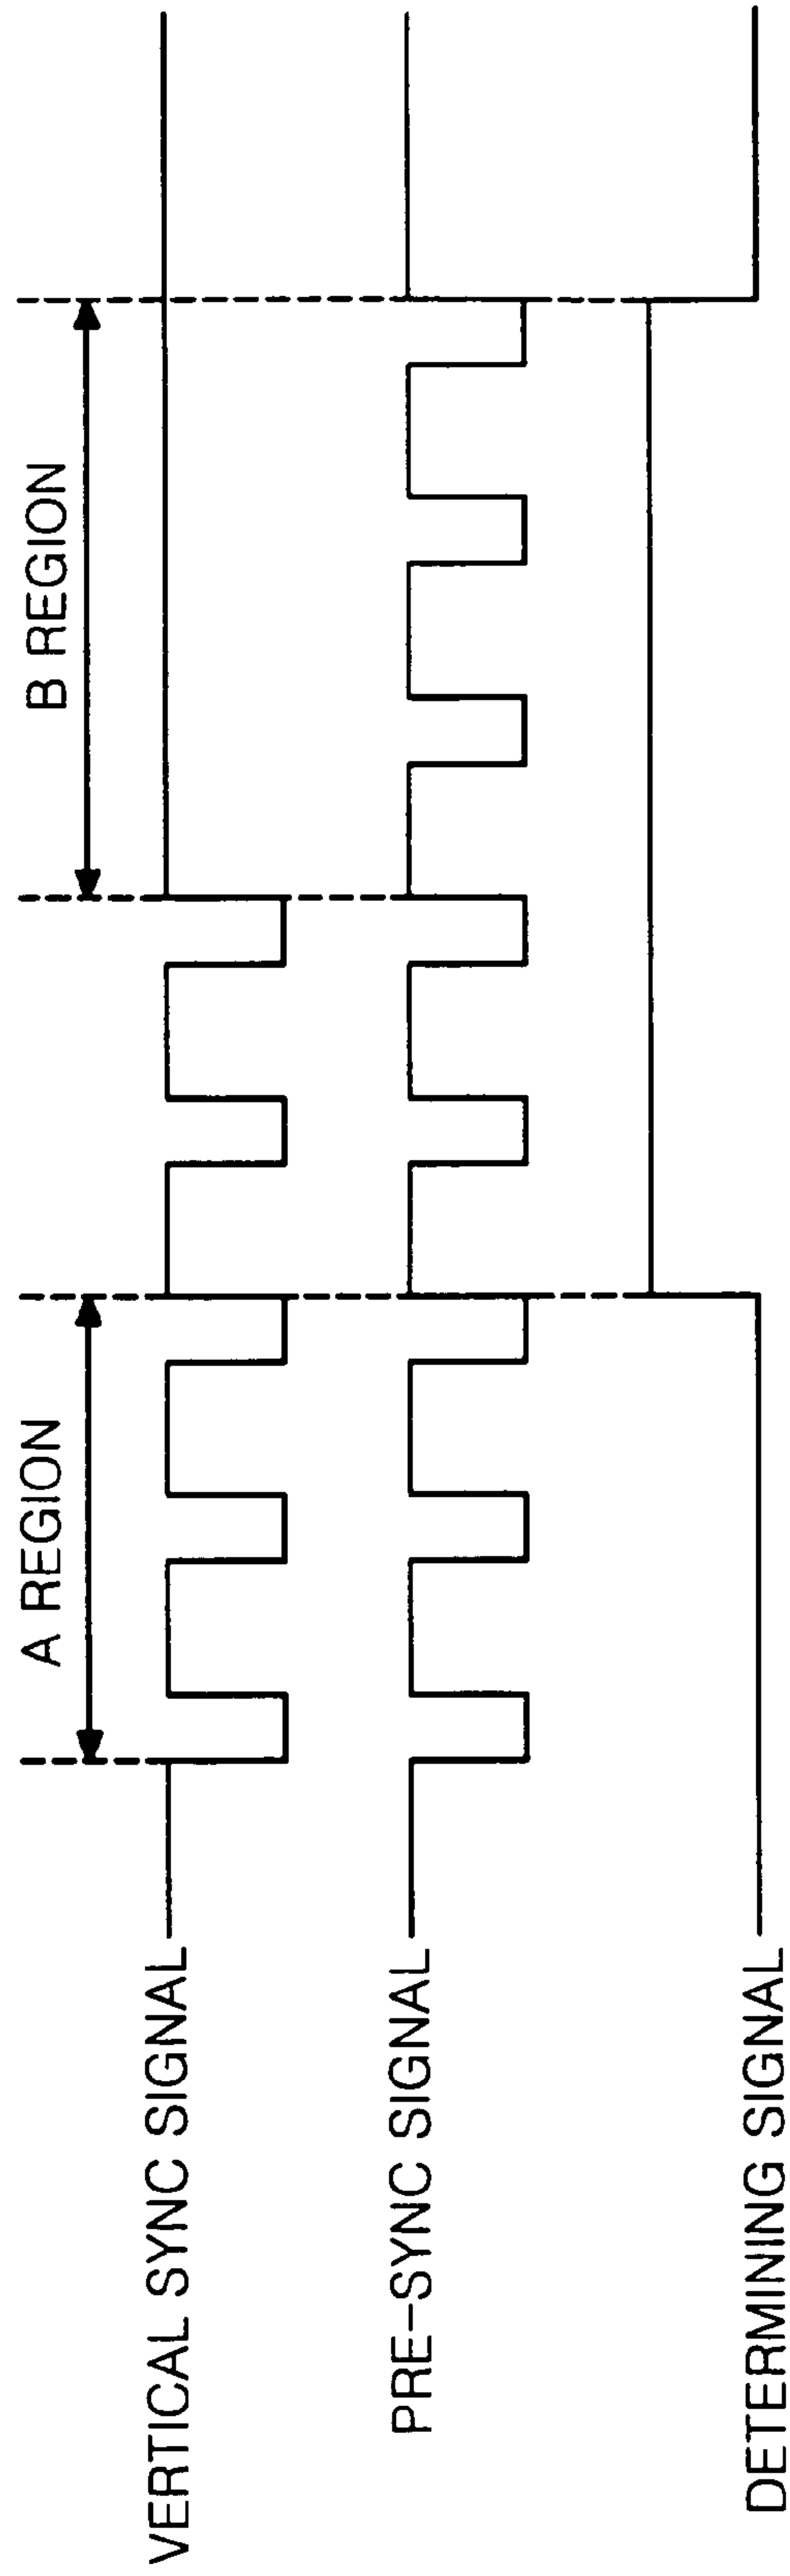 A REGION
B REGION
VERTICAL SYNC SIGNAL
PRE-SYNC SIGNAL
DETERMINING SIGNAL